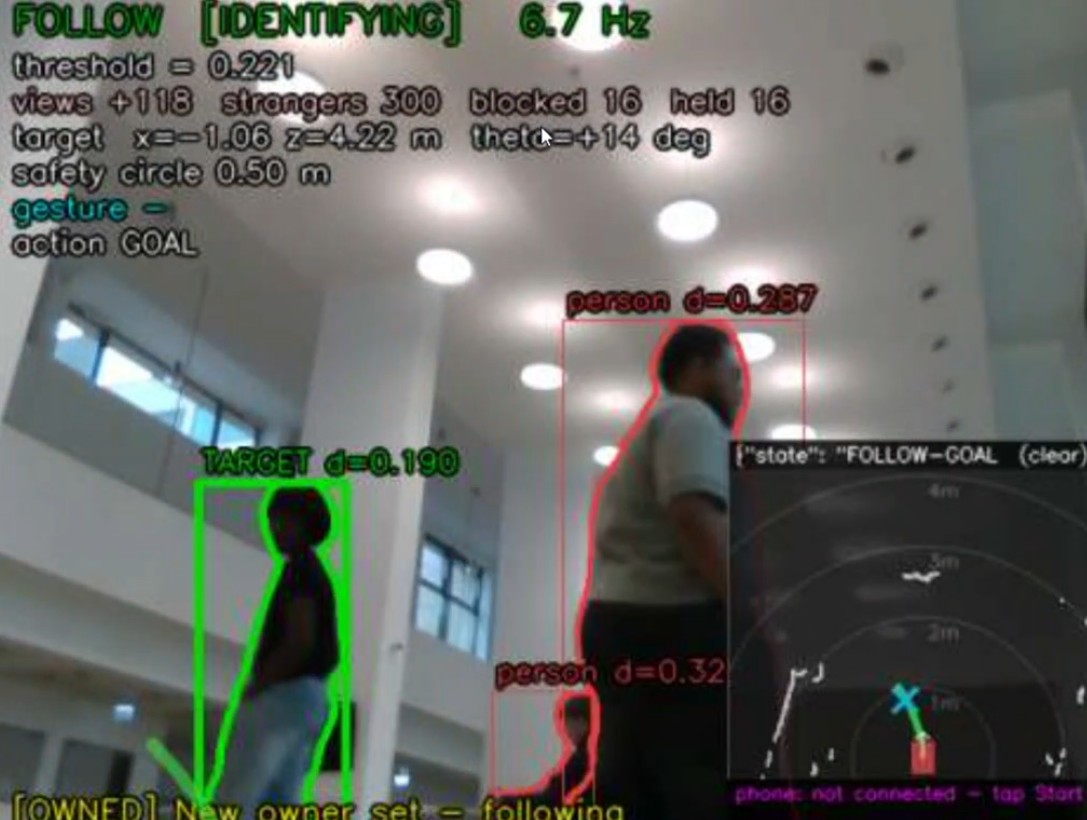 FOLLOW [IDENTIFYING] 6.7 Hz
threshold = 0.221
views +118 strangers 300 blocked 16 held 16
target x=-1.06 z=4.22 m theta=+14 deg
safety circle 0.50 m
gesture -
action GOAL
person d=0.287
TARGET d=0.190
{"state": "FOLLOW-GOAL (clear)
4m
3m
2m
person d=0.32
1m
phone: not connected - tap Start
[OWNED] New owner set - following